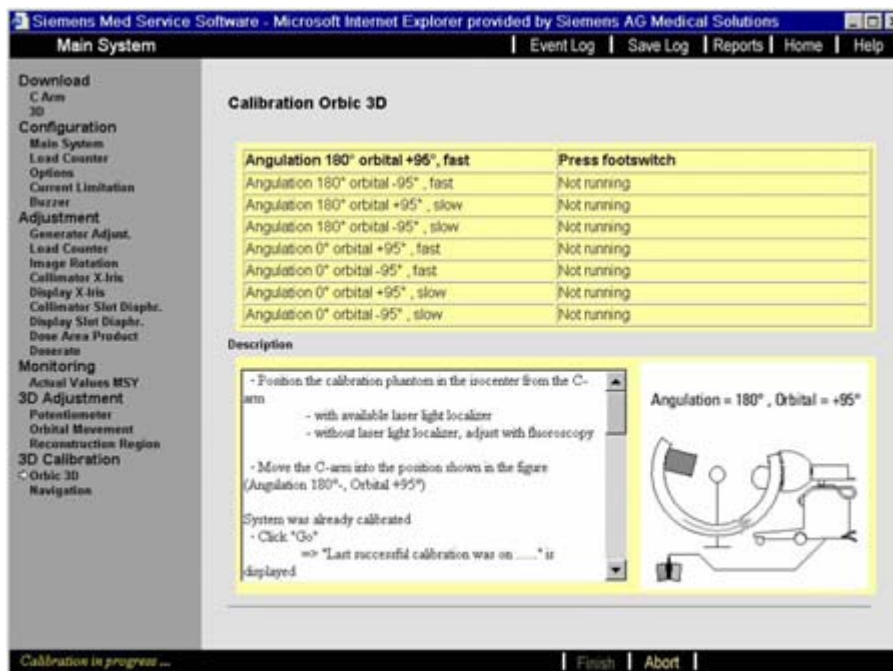 Siemens Med Service Software - Microsoft Internet Explorer provided by Siemens AG Medical Solutions
Main System
Event Log
Save Log
Reports
Home
Help
Download
C Arm
3D
Configuration
Main System
Load Counter
Options
Current Limitation
Buzzer
Adjustment
Generator Adjust.
Load Counter
Image Rotation
Collimator X-Iris
Display X-Iris
Collimator Slot Diaphr.
Display Slot Diaphr.
Dose Area Product
Doserate
Monitoring
Actual Values MSY
3D Adjustment
Potentiometer
Orbital Movement
Reconstruction Region
3D Calibration
Orbic 3D
Navigation
Calibration Orbic 3D
Angulation 180° orbital +95°, fast Press footswitch
Angulation 180° orbital -95° , fast Not running
Angulation 180° orbital +95° , slow Not running
Angulation 180° orbital -95° , slow Not running
Angulation 0° orbital +95° , fast Not running
Angulation 0° orbital -95° , fast Not running
Angulation 0° orbital +95° , slow Not running
Angulation 0° orbital -95° , slow Not running
Description
- Position the calibration phantom in the isocenter from the C-
arm
- with available laser light localizer
- without laser light localizer, adjust with fluoroscopy
- Move the C-arm into the position shown in the figure
(Angulation 180°-, Orbital +95°)
System was already calibrated
- Click "Go"
=> "Last successful calibration was on ......" is
displayed
Angulation = 180° , Orbital = +95°
Calibration in progress ...
Finish
Abort